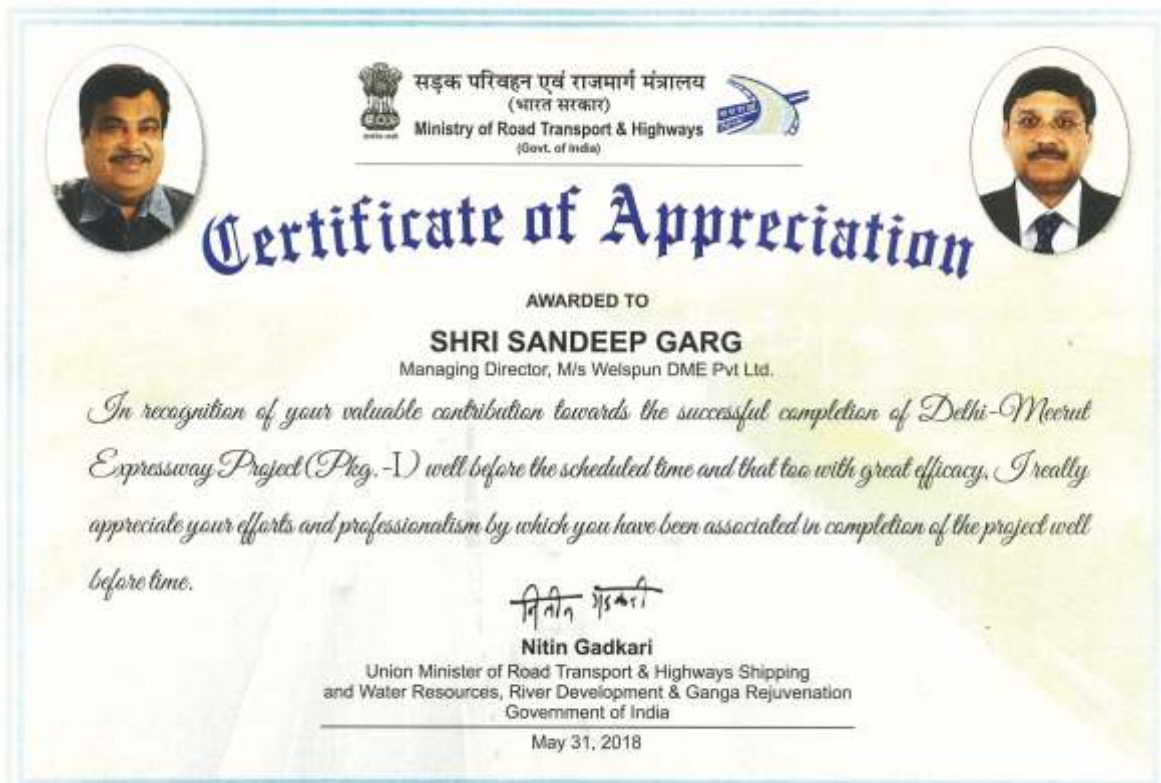 सड़क परिवहन एवं राजमार्ग मंत्रालय
(भारत सरकार)
Ministry of Road Transport & Highways
(Govt. of India)
Certificate of Appreciation
AWARDED TO
SHRI SANDEEP GARG
Managing Director, M/s Welspun DME Pvt Ltd.
In recognition of your valuable contribution towards the successful completion of Delhi-Meerut
Expressway Project (Pkg.-I) well before the scheduled time and that too with great efficacy. I really
appreciate your efforts and professionalism by which you have been associated in completion of the project well
before time.
नितीन गडकरी
Nitin Gadkari
Union Minister of Road Transport & Highways Shipping
and Water Resources, River Development & Ganga Rejuvenation
Government of India
May 31, 2018